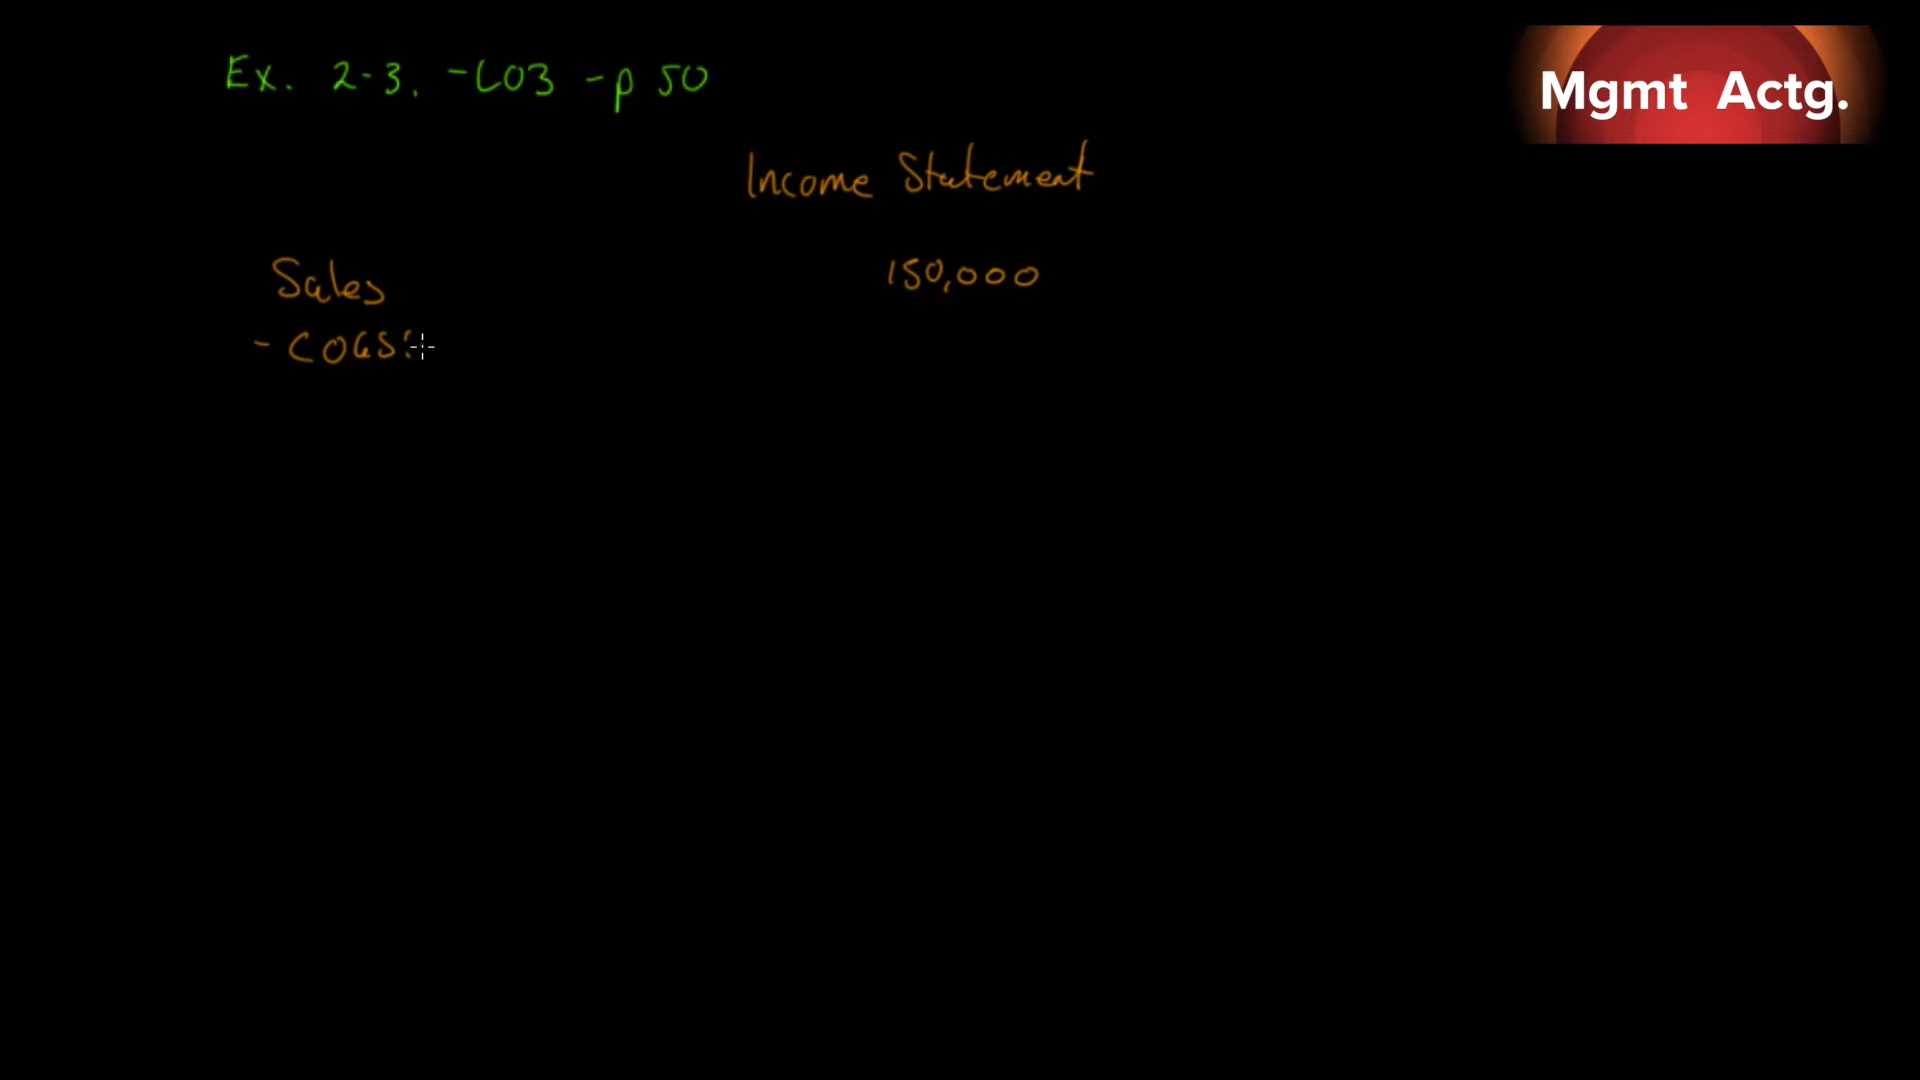 Ex. 2-3. -LO3 -p 50
Mgmt Actg.
Income Statement
Sales 150,000
- COGS: